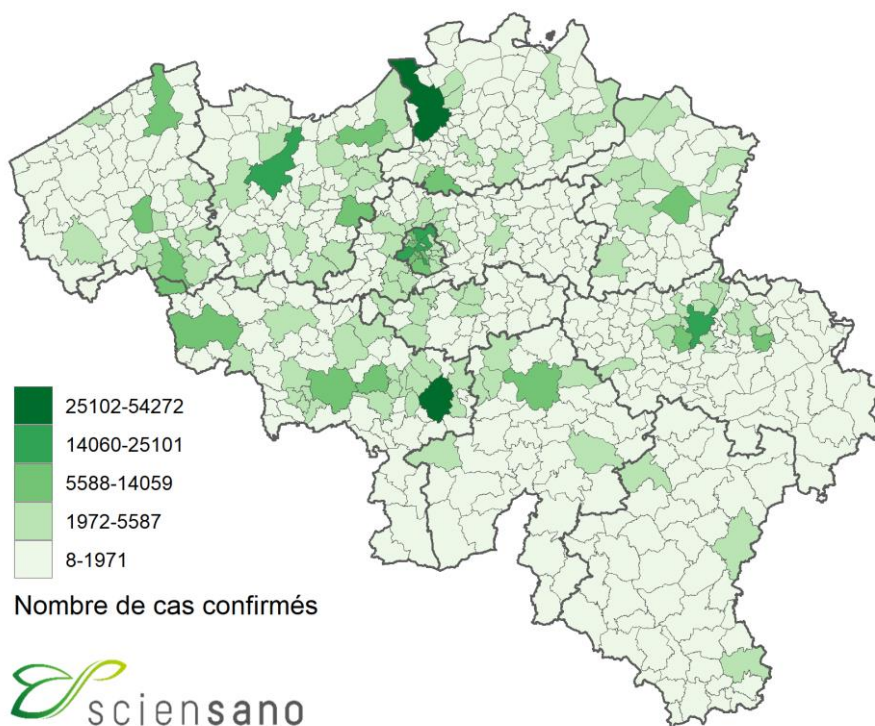 25102-54272
14060-25101
5588-14059
1972-5587
8-1971
Nombre de cas confirmés
sciensano